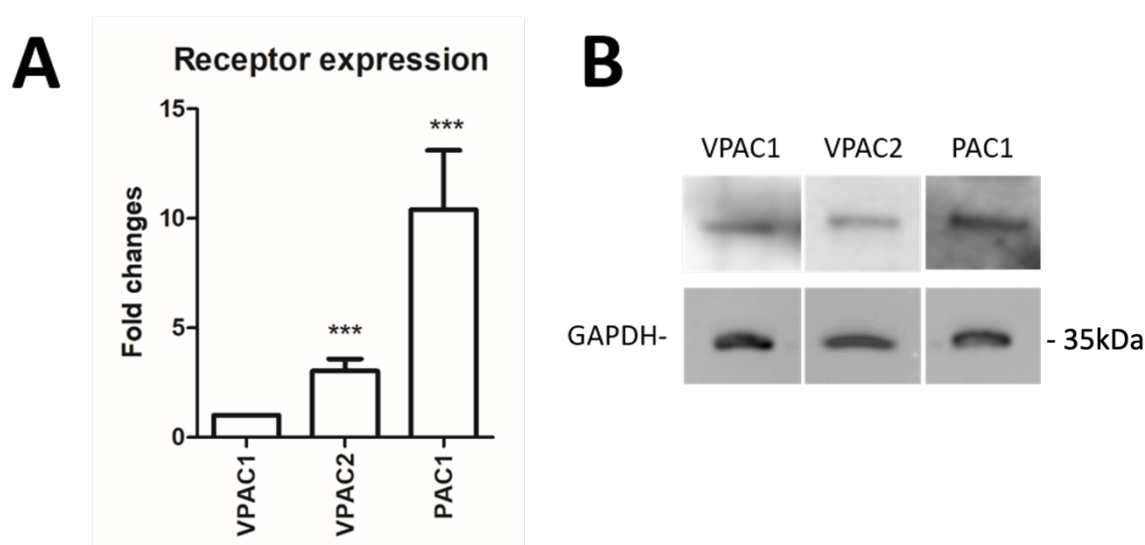 A
Receptor expression
Fold changes
15
10
5
0
***
***
VPAC1
VPAC2
PAC1
B
VPAC1 VPAC2 PAC1
GAPDH- - 35kDa